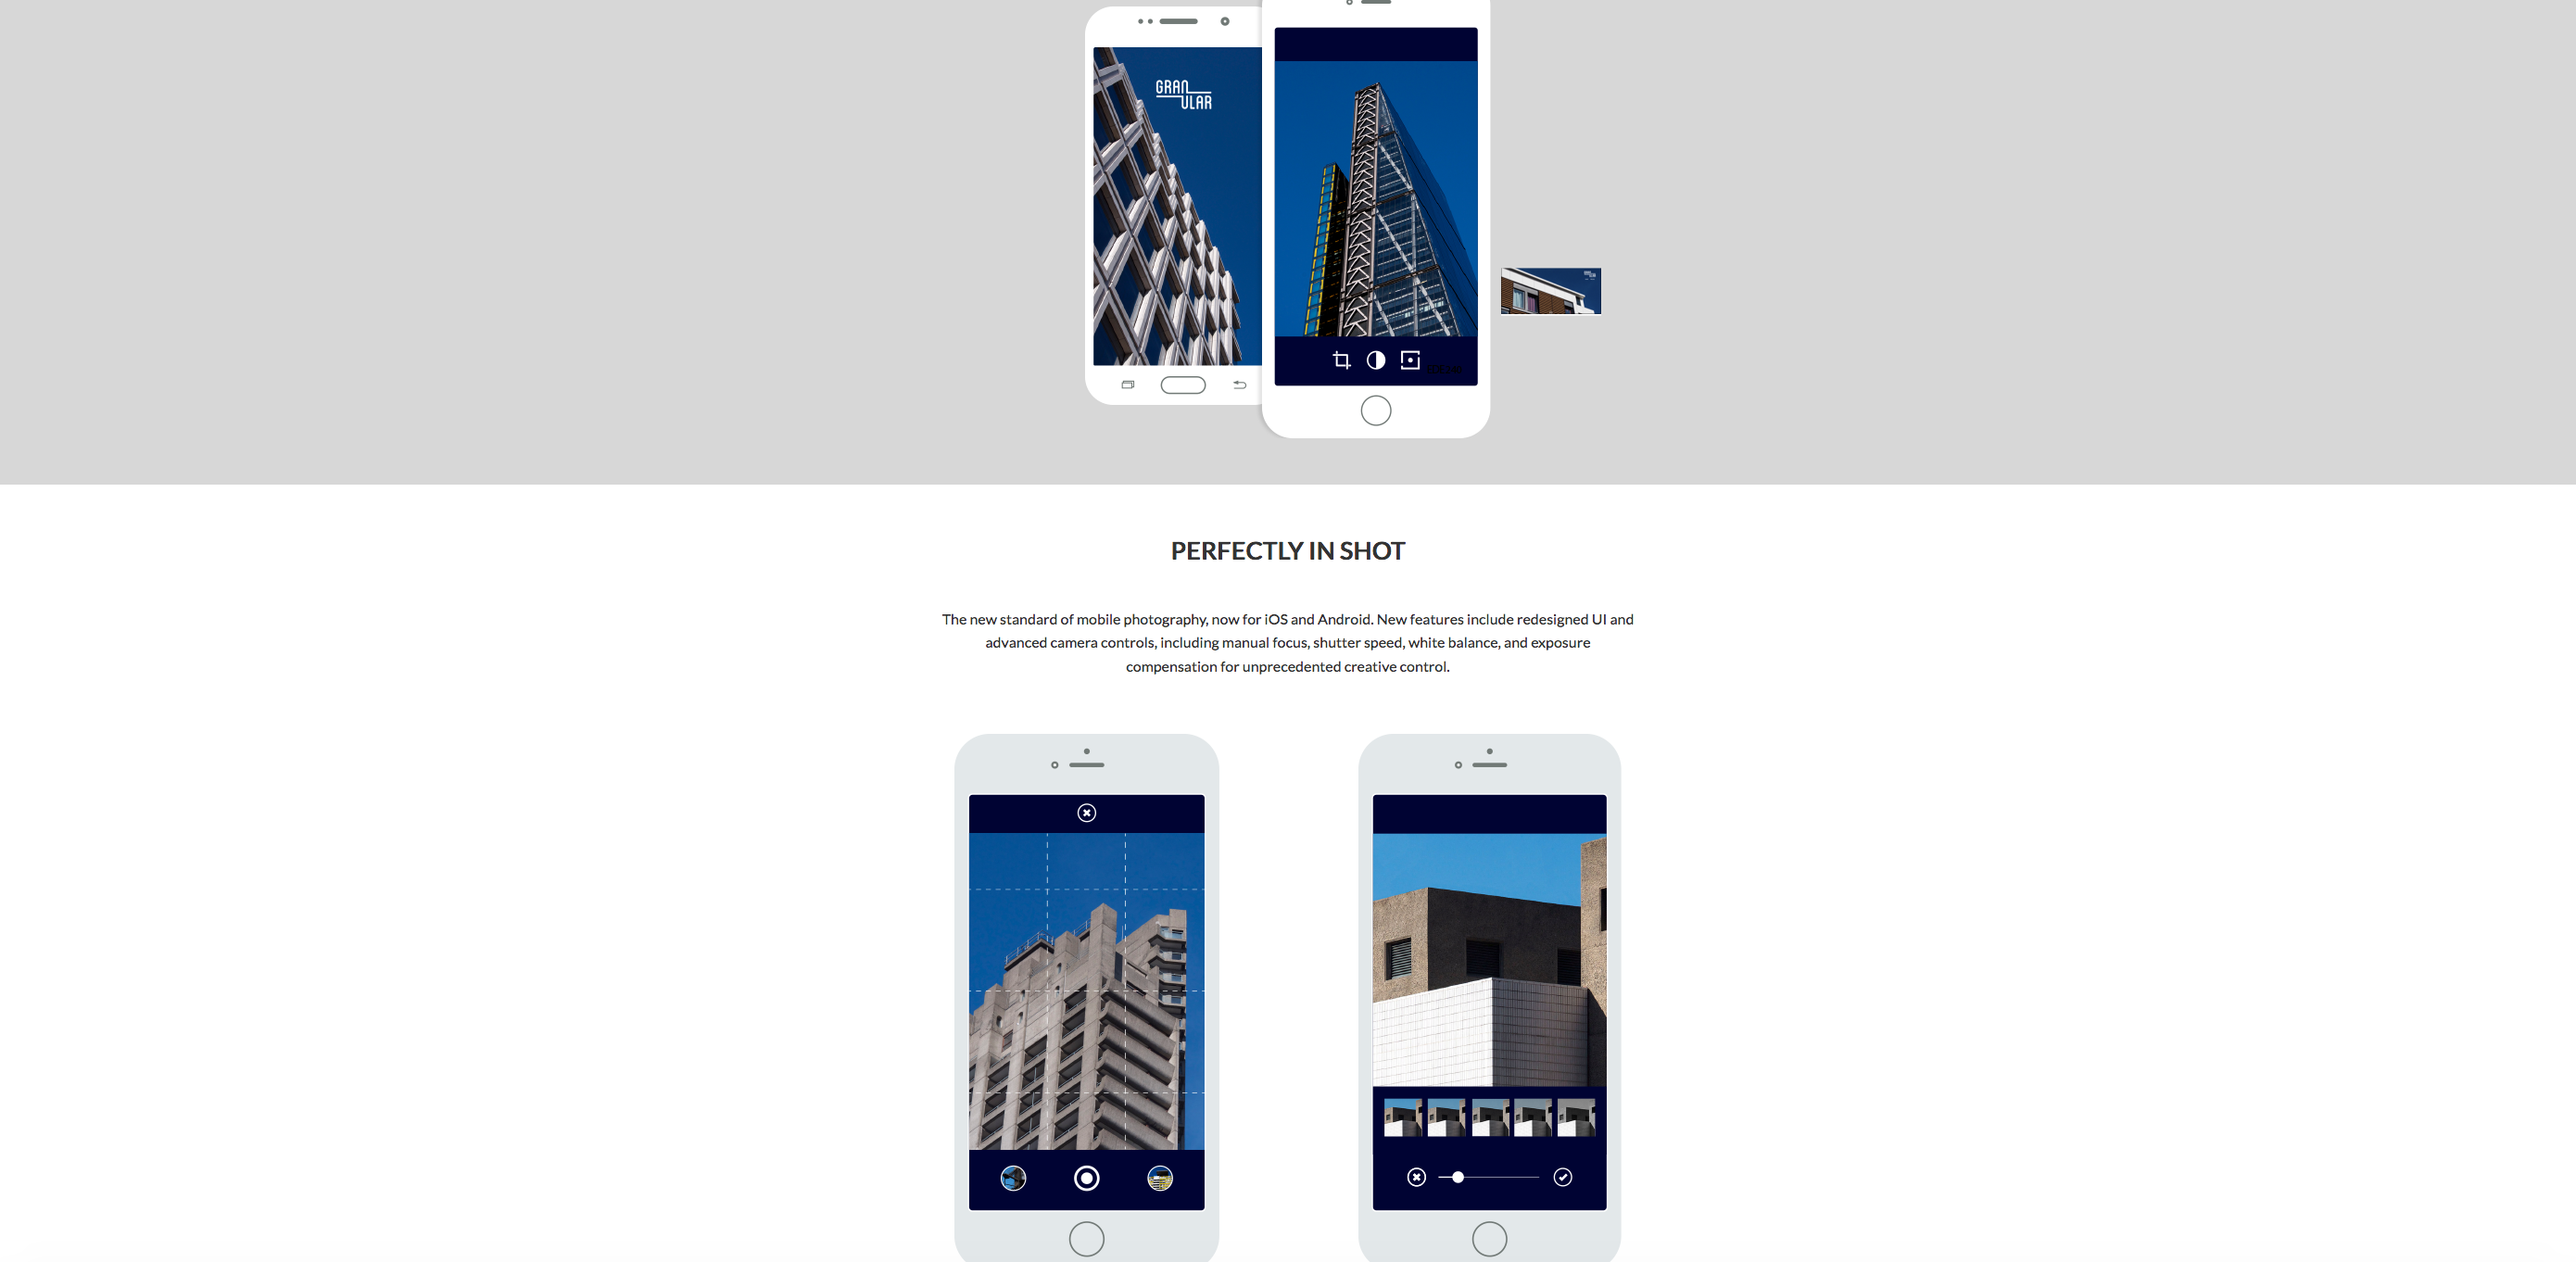 GRAN
ULAR
PERFECTLY IN SHOT
The new standard of mobile photography, now for iOS and Android. New features include redesigned UI and
advanced camera controls, including manual focus, shutter speed, white balance, and exposure
compensation for unprecedented creative control.